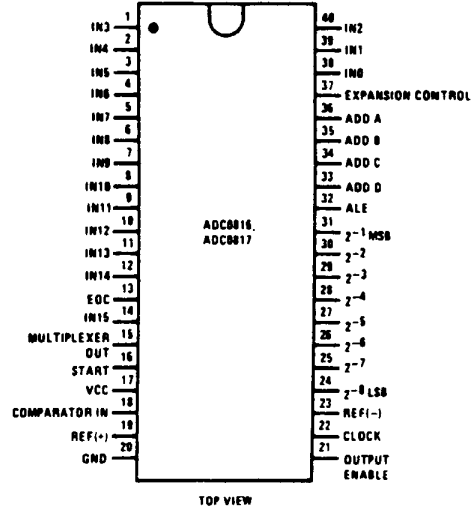 1
IN3
2
IN4
3
IN5
4
IN6
5
IN7
6
IN8
7
IN9
8
IN10
9
IN11
10
IN12
11
IN13
12
IN14
13
EOC
14
IN15
15
MULTIPLEXER
OUT
16
START
17
VCC
18
COMPARATOR IN
19
REF(+)
20
GND
ADC0816,
ADC0817
40
IN2
39
IN1
38
IN0
37
EXPANSION CONTROL
36
ADD A
35
ADD B
34
ADD C
33
ADD D
32
ALE
31
2⁻¹ MSB
30
2⁻²
29
2⁻³
28
2⁻⁴
27
2⁻⁵
26
2⁻⁶
25
2⁻⁷
24
2⁻⁸ LSB
23
REF(−)
22
CLOCK
21
OUTPUT
ENABLE
TOP VIEW